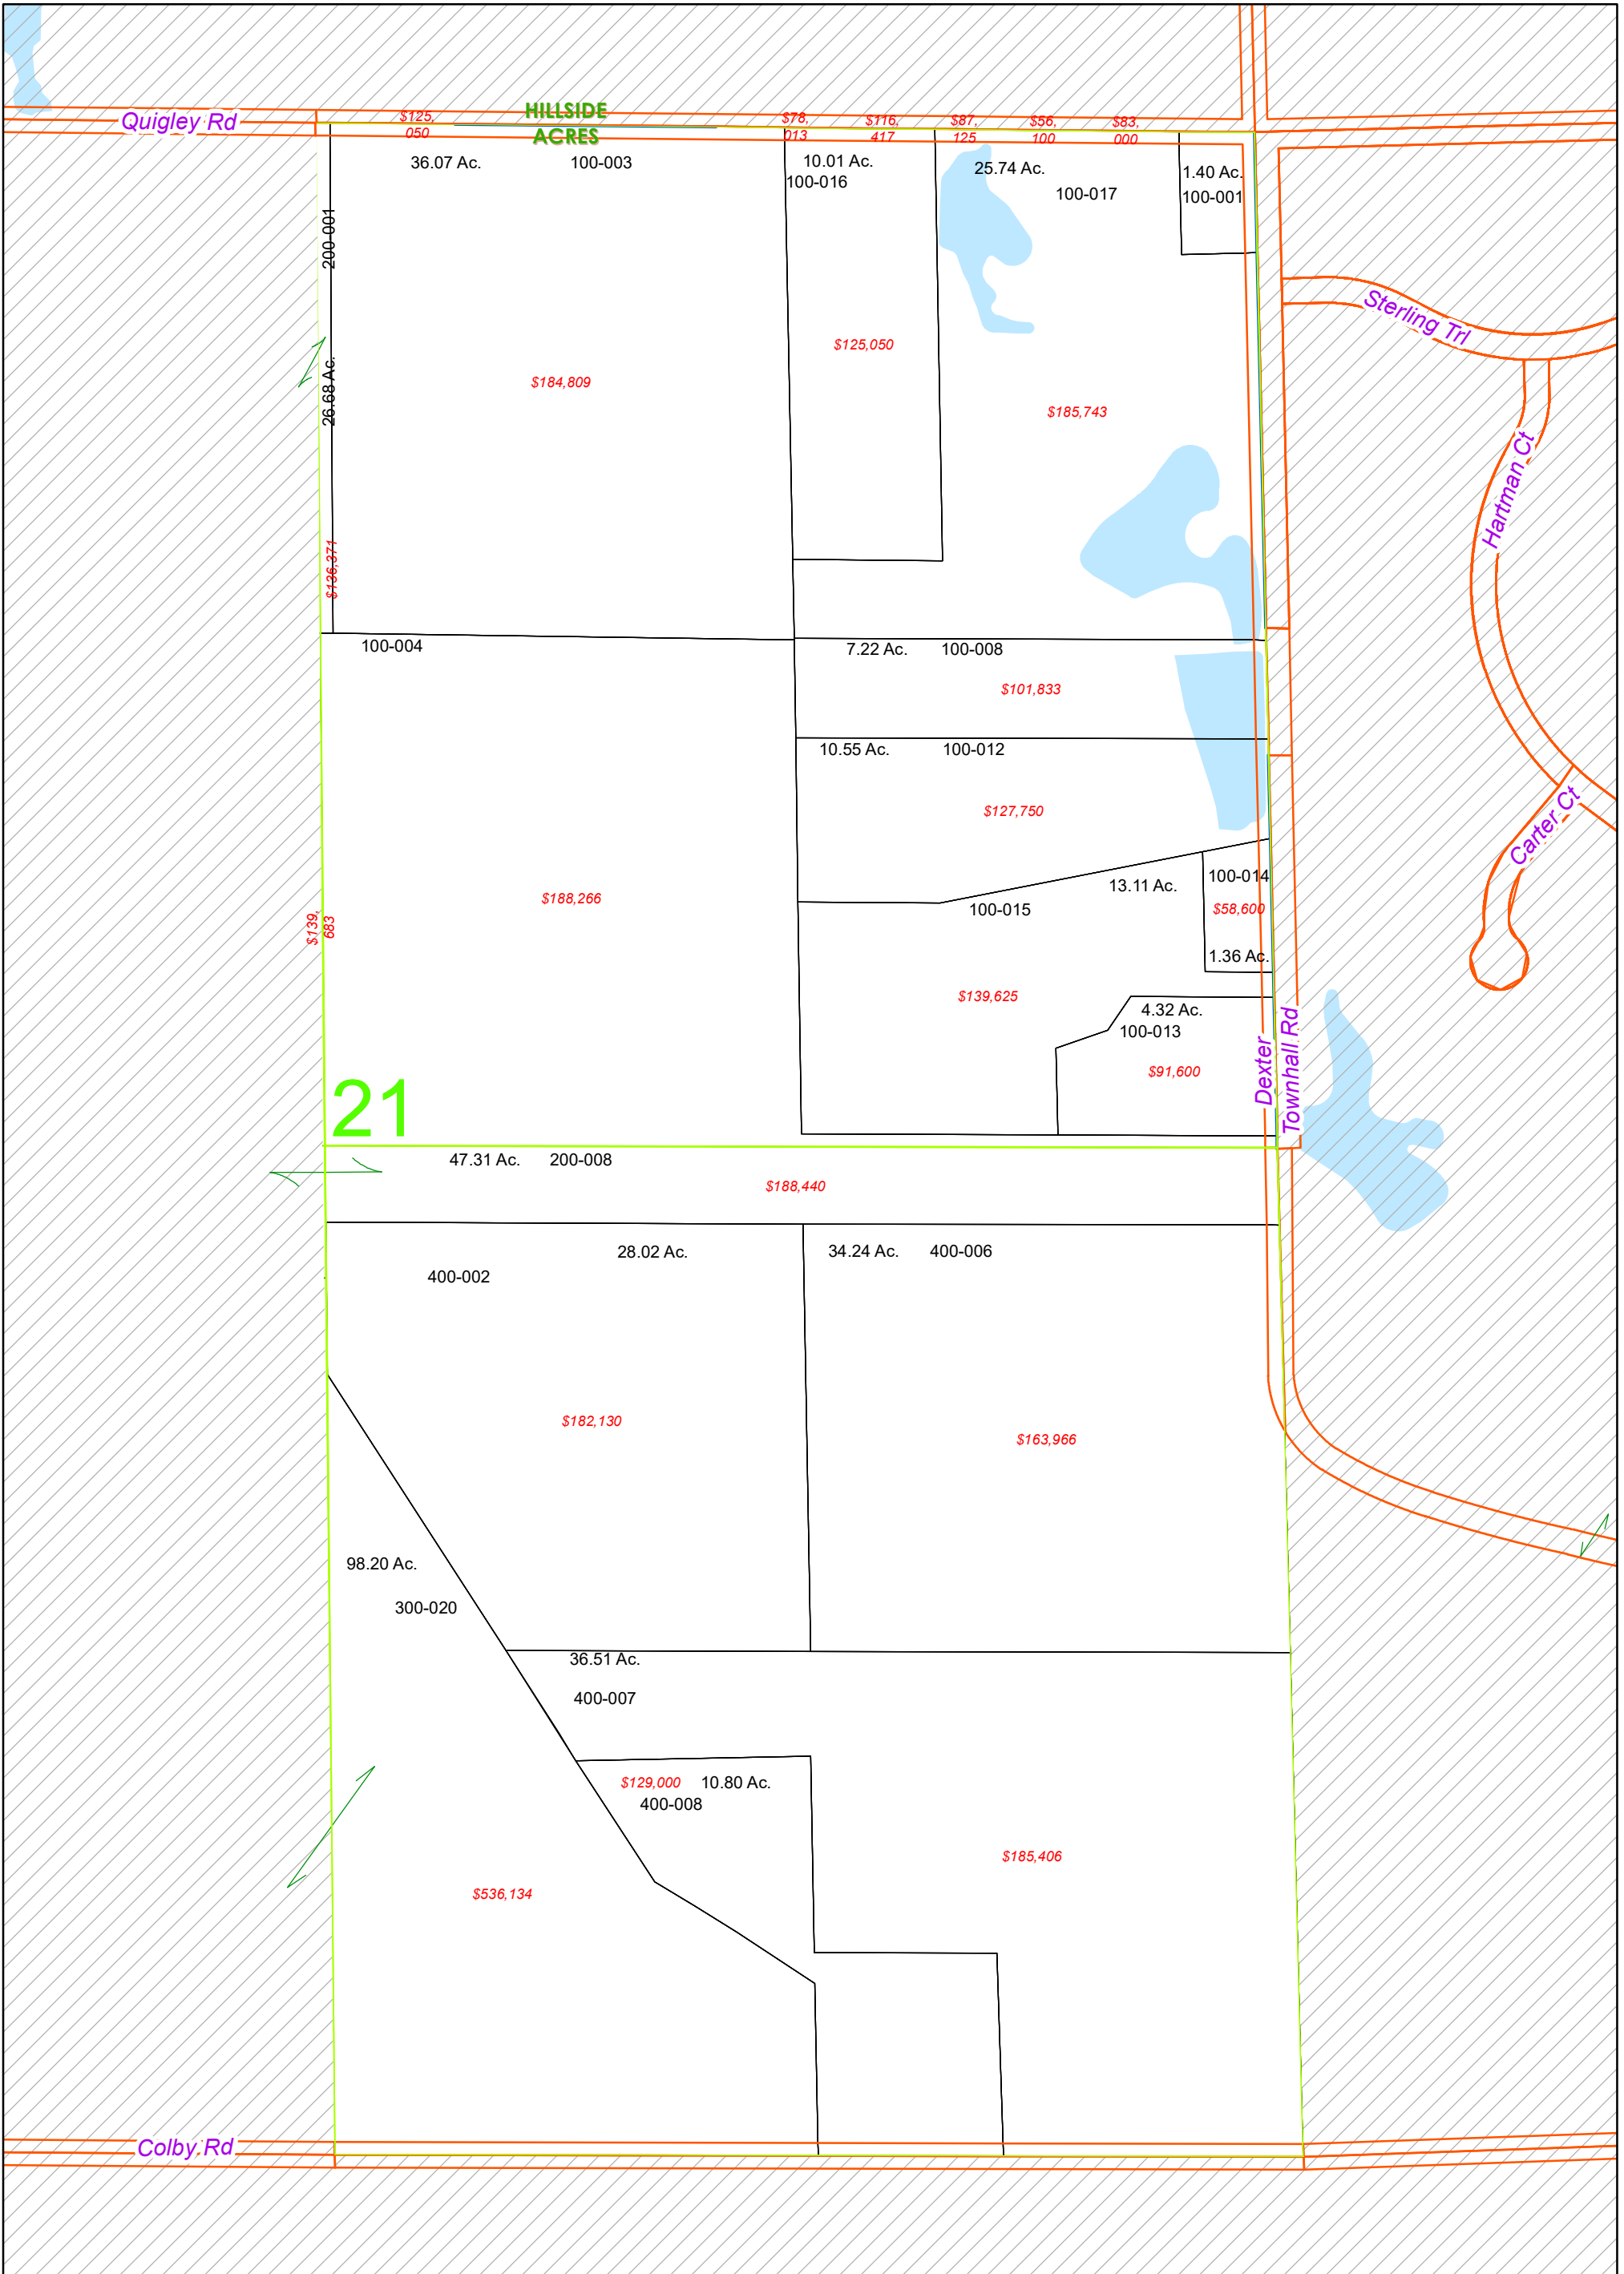 HILLSIDE
ACRES
Quigley Rd
$125,
050
$78,
013
$116,
417
$87,
125
$56,
100
$83,
000
36.07 Ac.
100-003
10.01 Ac.
100-016
25.74 Ac.
100-017
1.40 Ac.
100-001
200-001
26.68 Ac.
$136,371
$184,809
$125,050
$185,743
Sterling Trl
Hartman Ct
Carter Ct
100-004
7.22 Ac.
100-008
$101,833
10.55 Ac.
100-012
$127,750
$188,266
$139,
683
13.11 Ac.
100-015
100-014
$58,600
1.36 Ac.
$139,625
4.32 Ac.
100-013
$91,600
Dexter
Townhall Rd
21
47.31 Ac.
200-008
$188,440
28.02 Ac.
400-002
34.24 Ac.
400-006
$182,130
$163,966
98.20 Ac.
300-020
36.51 Ac.
400-007
$129,000
10.80 Ac.
400-008
$185,406
$536,134
Colby Rd